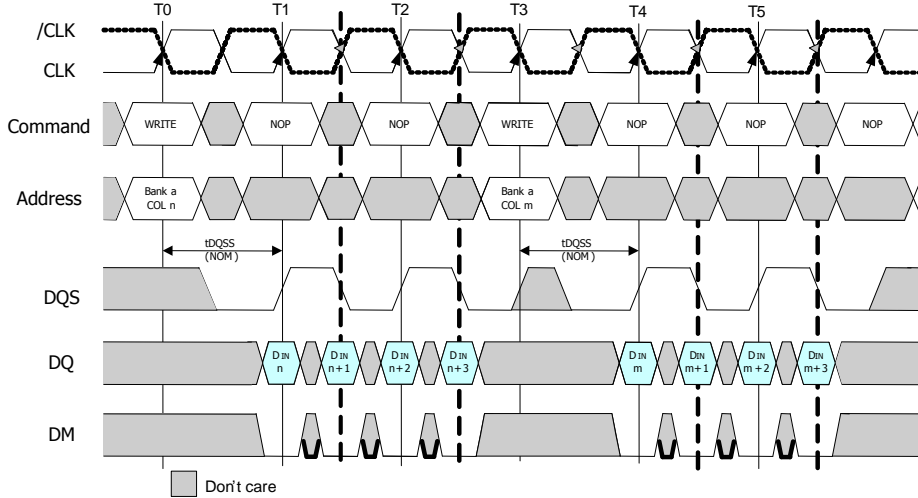 T0 T1 T2 T3 T4 T5
/CLK
CLK
Command WRITE NOP NOP WRITE NOP NOP NOP
Address Bank a COL n Bank a COL m
tDQSS (NOM) tDQSS (NOM)
DQS
DQ DIN n DIN n+1 DIN n+2 DIN n+3 DIN m DIN m+1 DIN m+2 DIN m+3
DM
Don't care